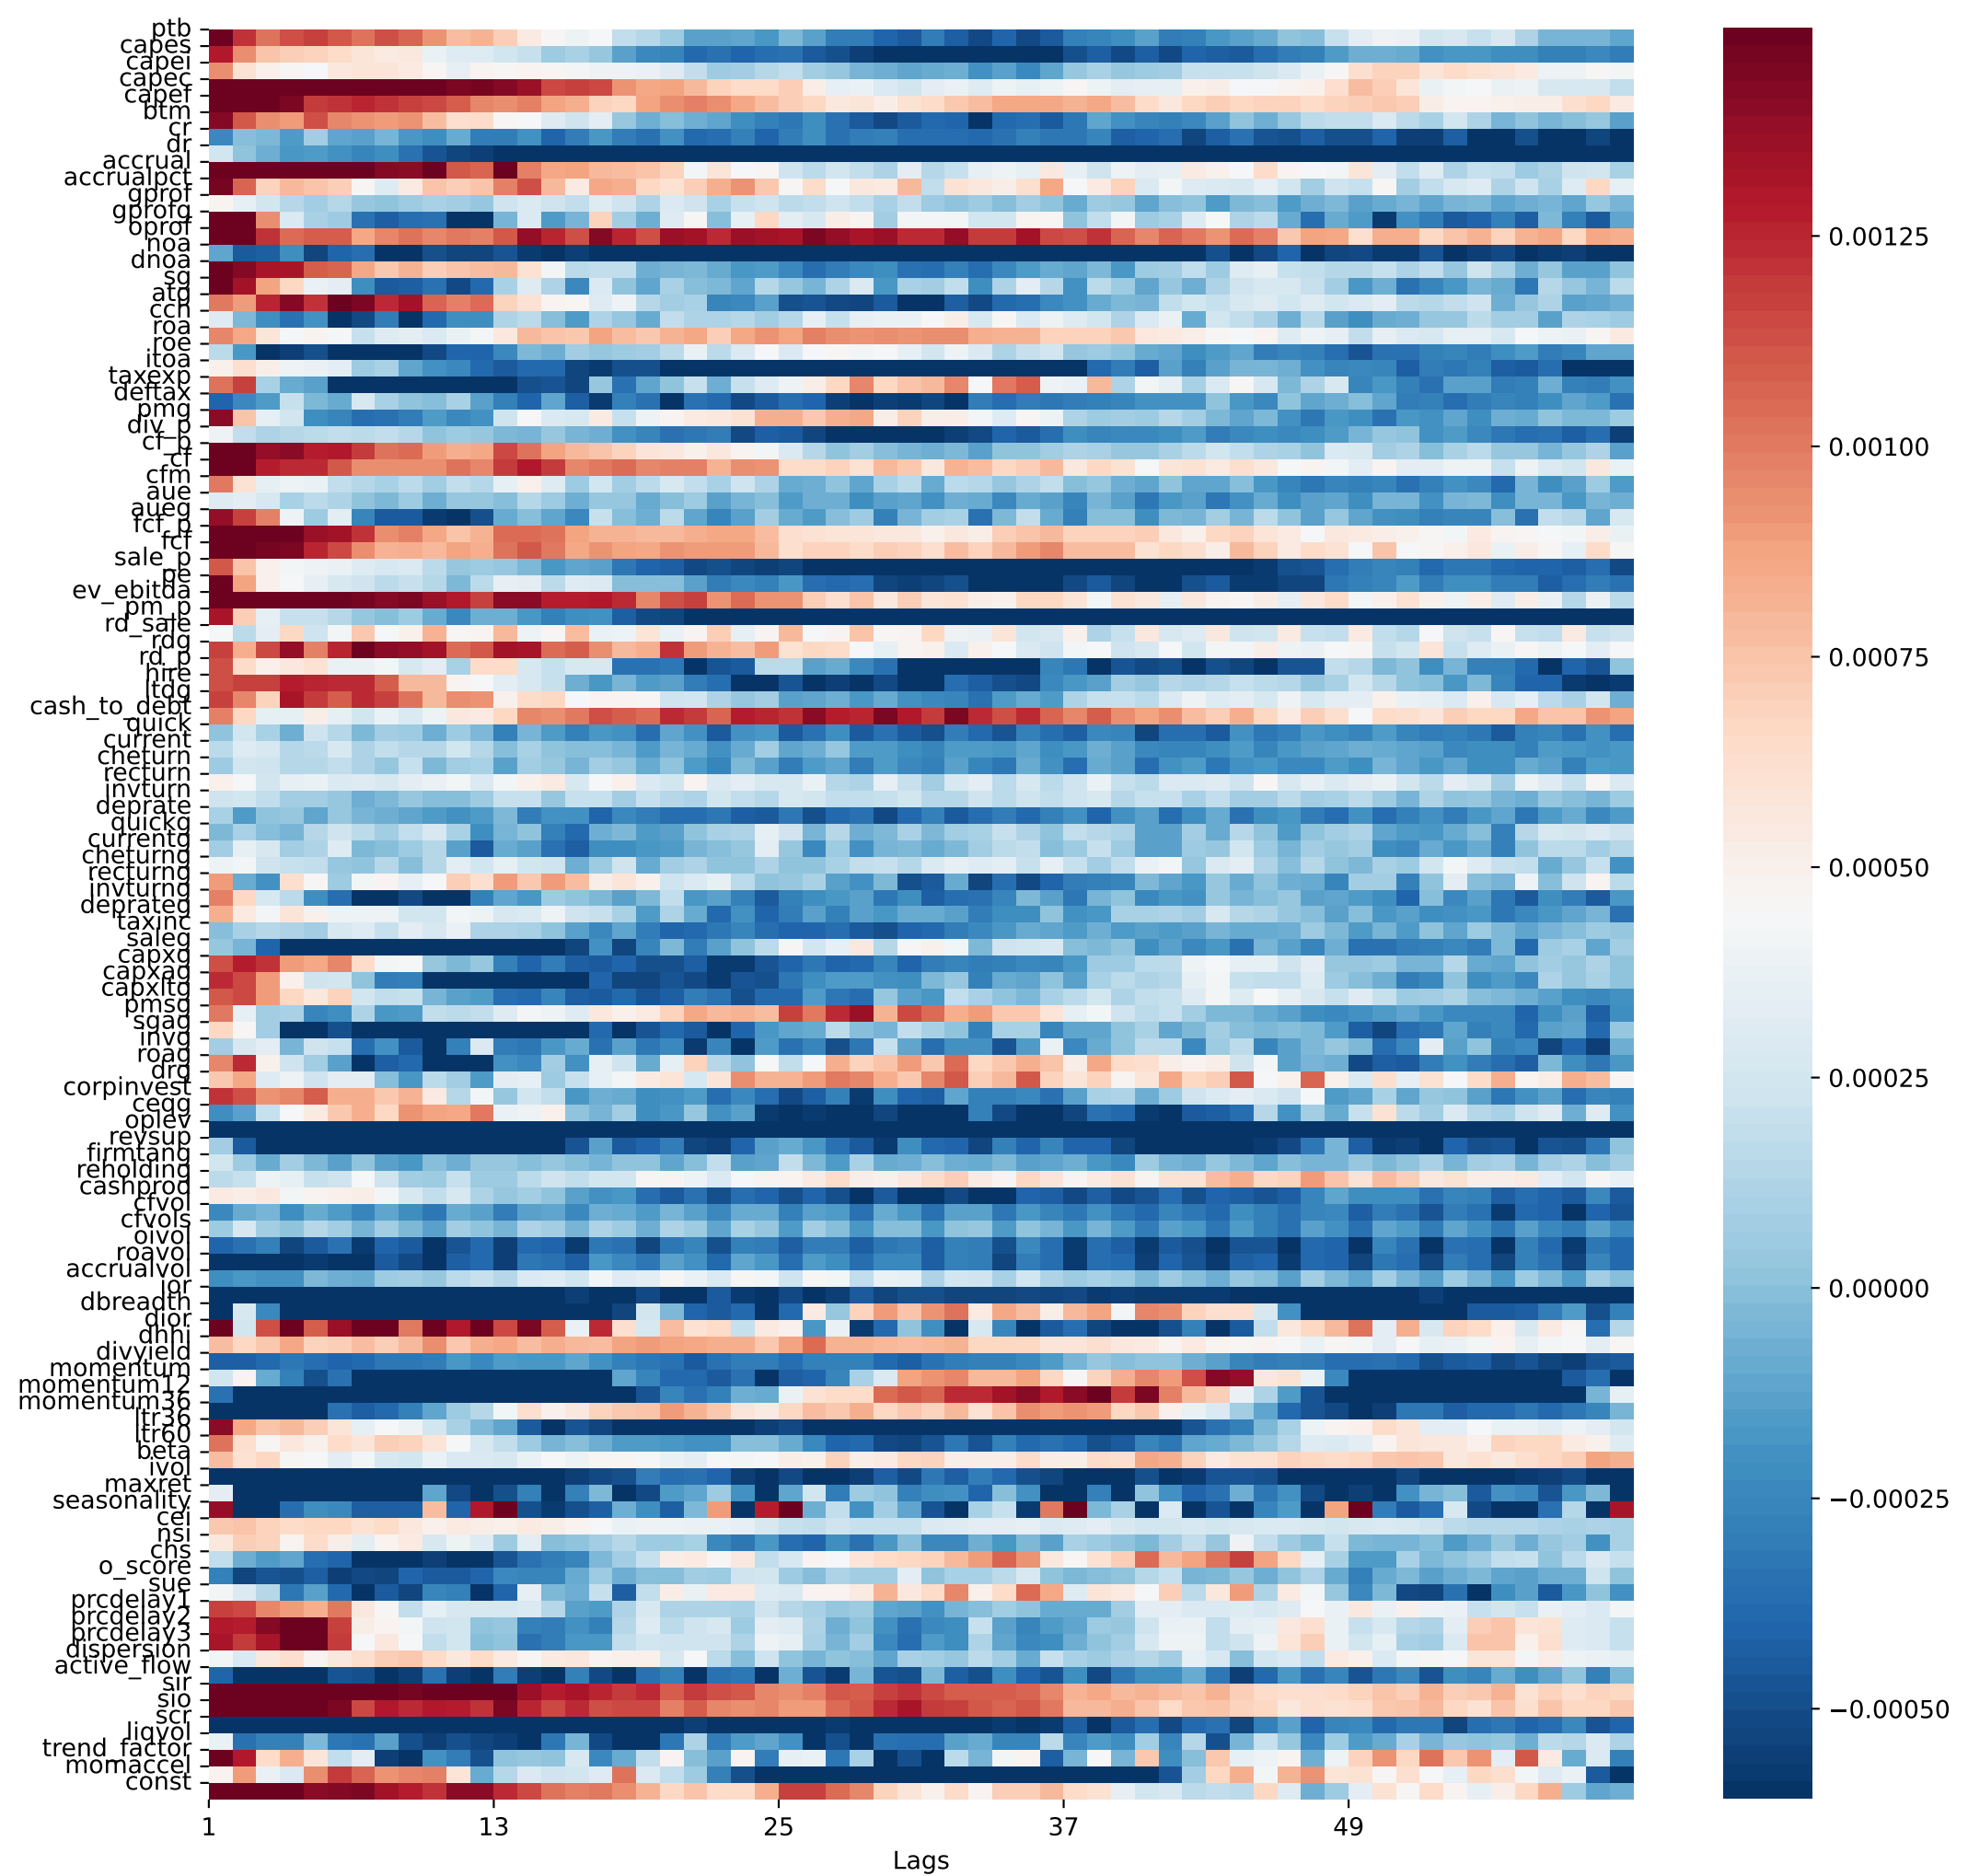 ptb
capes
capei
capec
capef
btm
cr
dr
accrual
accrualpct
gprof
gprofg
oprof
noa
dnoa
sg
atg
cch
roa
roe
itoa
taxexp
deftax
pmg
div_p
cf_p
cf
cfm
aue
aueg
fcf_p
fcf
sale_p
pe
ev_ebitda
pm_p
rd_sale
rdg
rd_p
hire
ltdg
cash_to_debt
quick
current
cheturn
recturn
invturn
deprate
quickg
currentg
cheturng
recturng
invturng
deprateg
taxinc
saleg
capxg
capxag
capxltg
pmsg
sgag
invg
roag
drg
corpinvest
ceqg
oplev
revsup
firmtang
reholding
cashprod
cfvol
cfvols
oivol
roavol
accrualvol
ior
dbreadth
dior
dhhi
divyield
momentum
momentum12
momentum36
ltr36
ltr60
beta
ivol
maxret
seasonality
cei
nsi
chs
o_score
sue
prcdelay1
prcdelay2
prcdelay3
dispersion
active_flow
sir
sio
scr
liqvol
trend_factor
momaccel
const
1 13 25 37 49
Lags
0.00125
0.00100
0.00075
0.00050
0.00025
0.00000
−0.00025
−0.00050